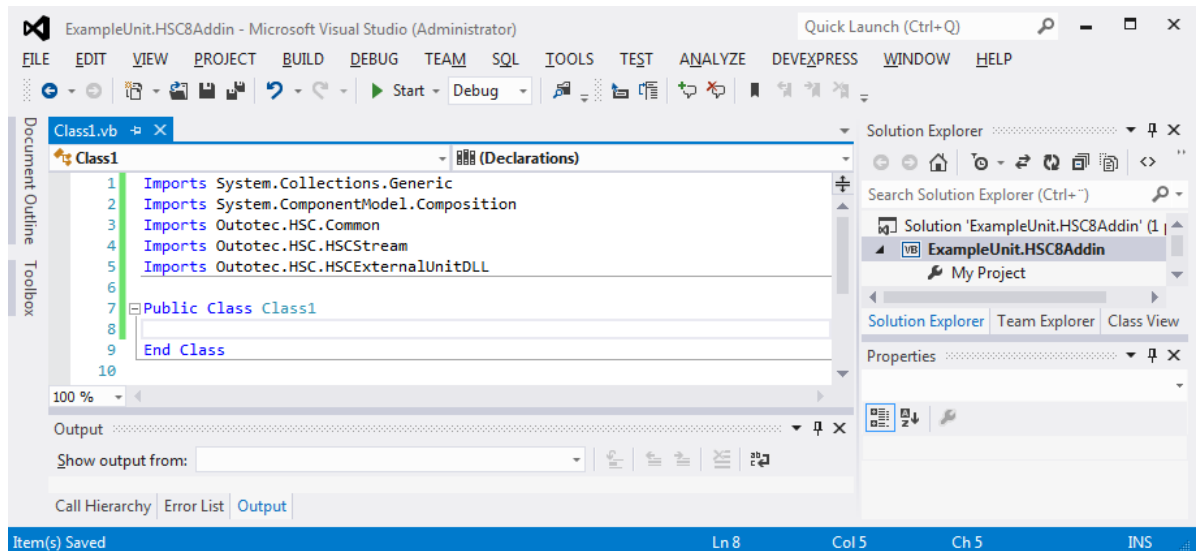 ExampleUnit.HSC8Addin - Microsoft Visual Studio (Administrator)
Quick Launch (Ctrl+Q)
FILE EDIT VIEW PROJECT BUILD DEBUG TEAM SQL TOOLS TEST ANALYZE DEVEXPRESS WINDOW HELP
Start Debug
Document Outline
Toolbox
Class1.vb
Class1
(Declarations)
1 Imports System.Collections.Generic
2 Imports System.ComponentModel.Composition
3 Imports Outotec.HSC.Common
4 Imports Outotec.HSC.HSCStream
5 Imports Outotec.HSC.HSCExternalUnitDLL
6
7 Public Class Class1
8
9 End Class
10
100 %
Output
Show output from:
Call Hierarchy Error List Output
Solution Explorer
Search Solution Explorer (Ctrl+¨)
Solution 'ExampleUnit.HSC8Addin' (1
VB ExampleUnit.HSC8Addin
My Project
Solution Explorer Team Explorer Class View
Properties
Item(s) Saved Ln 8 Col 5 Ch 5 INS